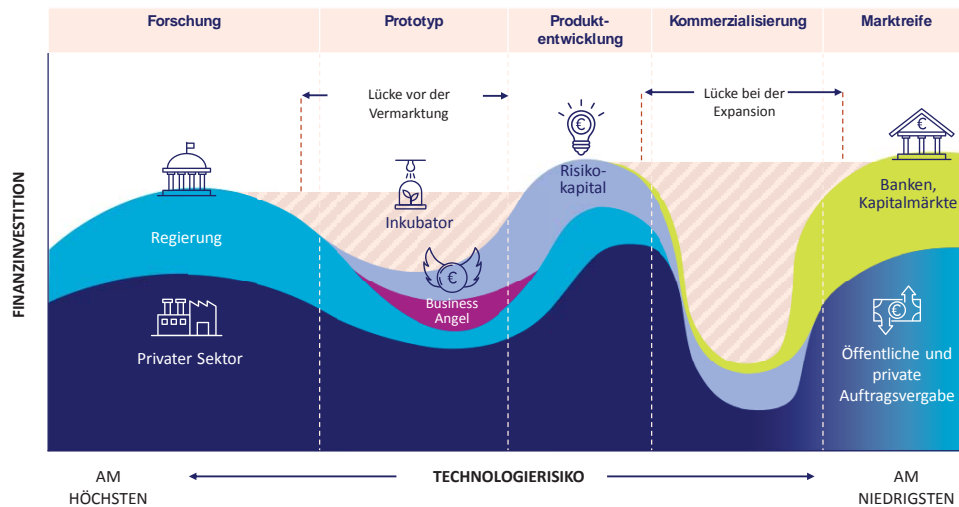 Forschung
Prototyp
Produkt-
entwicklung
Kommerzialisierung
Marktreife
Lücke vor der
Vermarktung
Lücke bei der
Expansion
FINANZINVESTITION
Regierung
Privater Sektor
Inkubator
Business
Angel
Risiko-
kapital
Banken,
Kapitalmärkte
Öffentliche und
private
Auftragsvergabe
AM
HÖCHSTEN
TECHNOLOGIERISIKO
AM
NIEDRIGSTEN